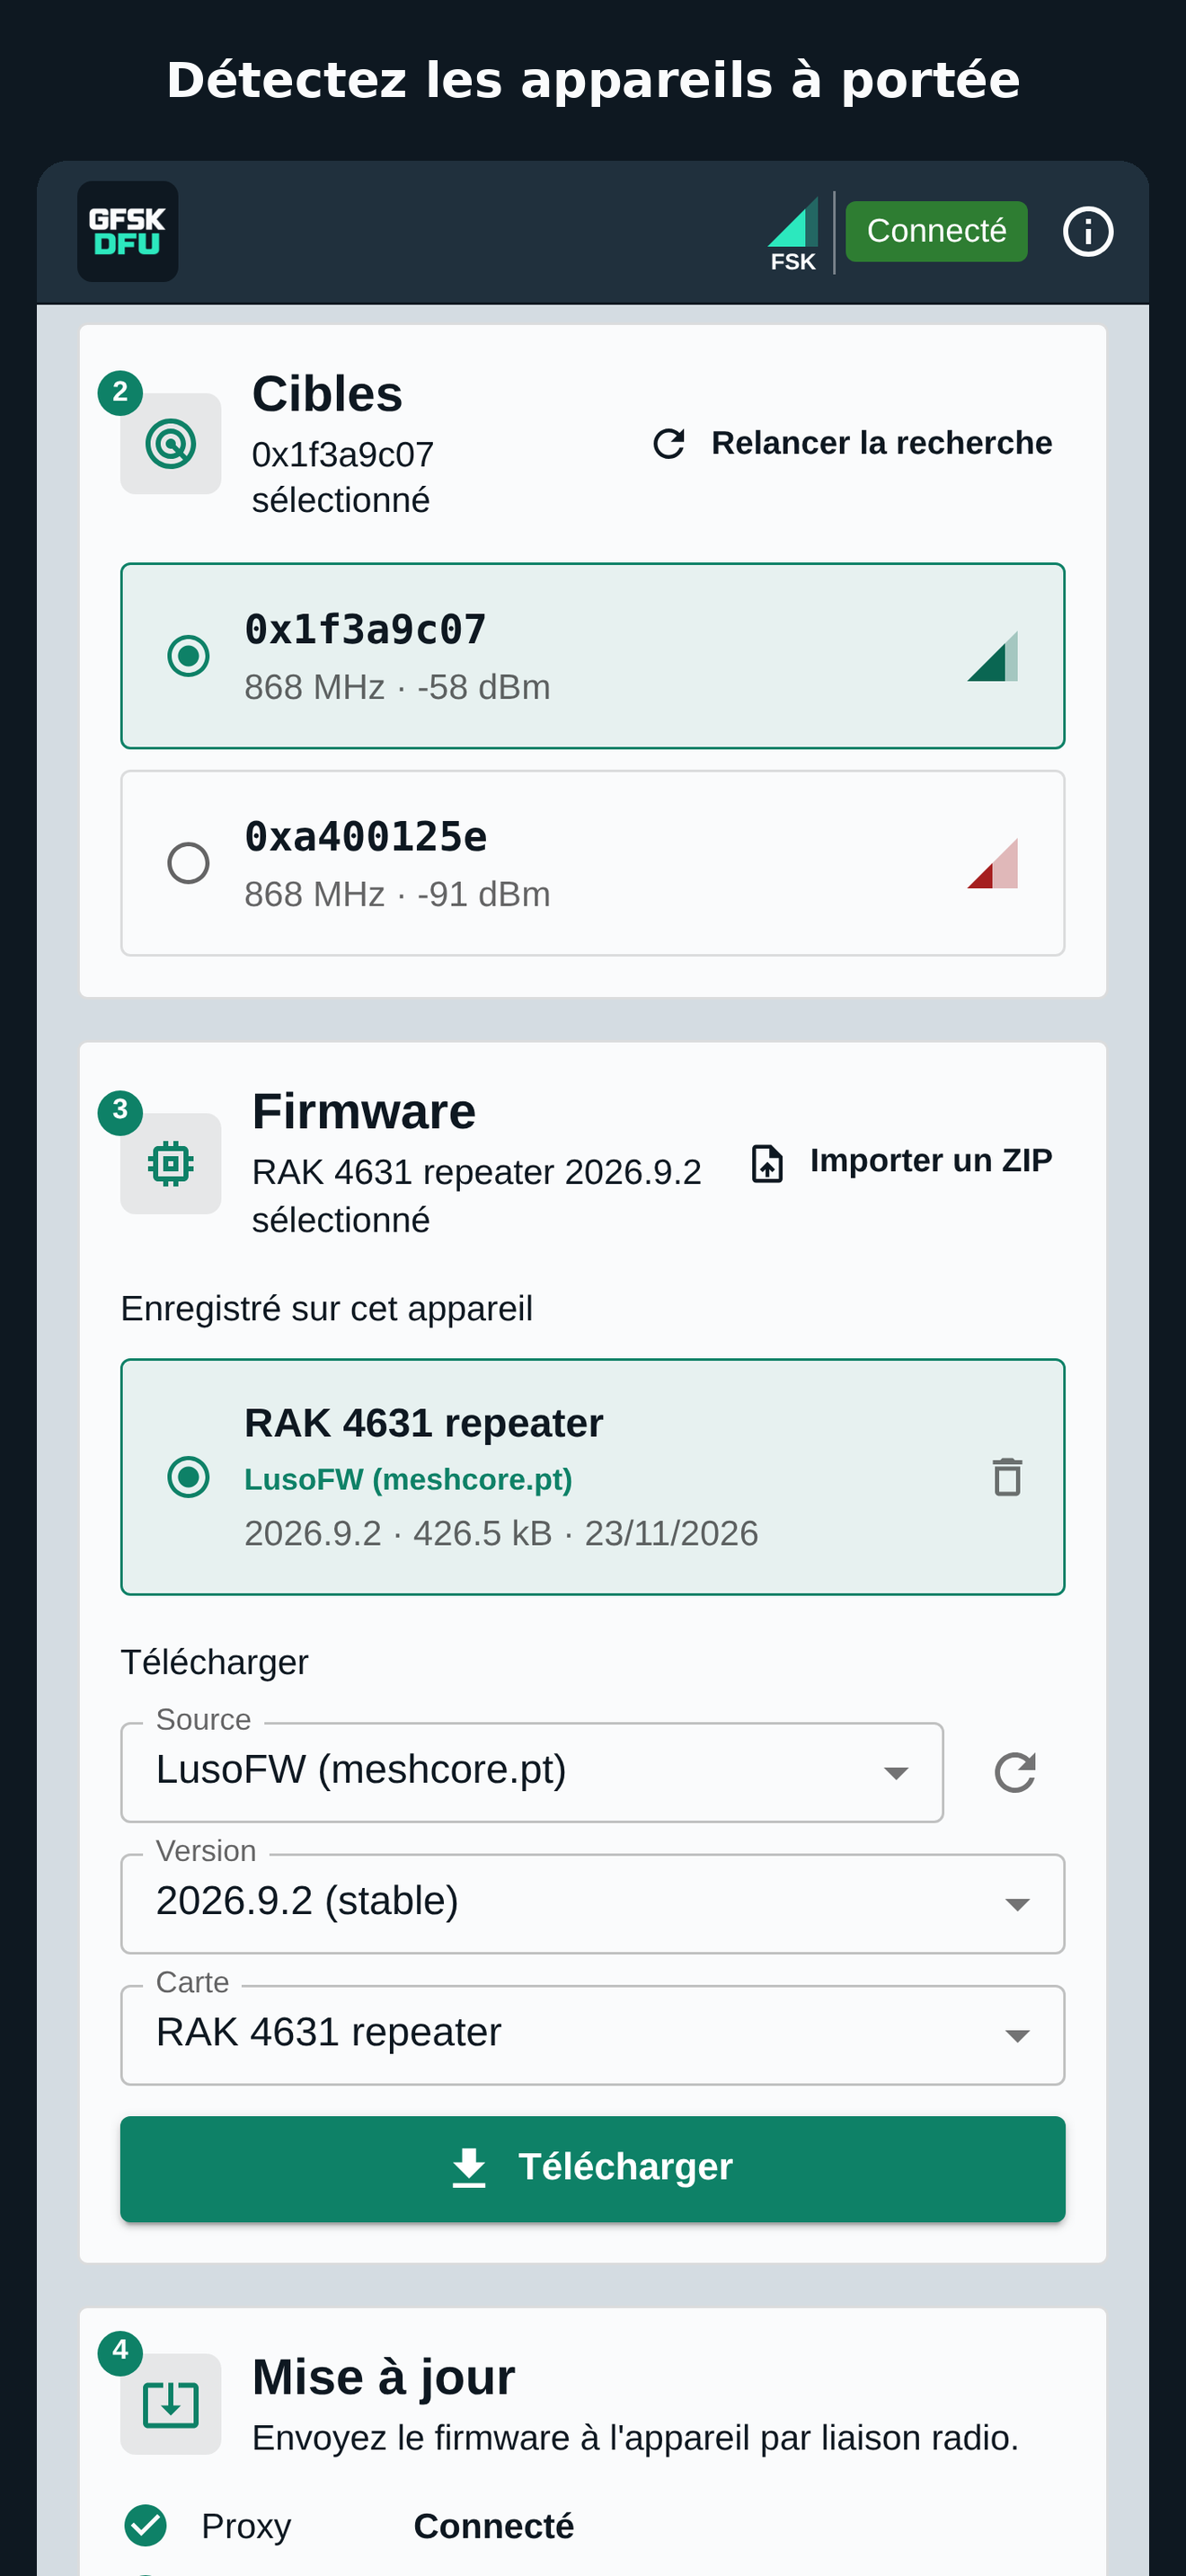 Détectez les appareils à portée
GFSK
DFU
FSK
Connecté
2
Cibles
0x1f3a9c07
sélectionné
Relancer la recherche
0x1f3a9c07
868 MHz · -58 dBm
0xa400125e
868 MHz · -91 dBm
3
Firmware
RAK 4631 repeater 2026.9.2
sélectionné
Importer un ZIP
Enregistré sur cet appareil
RAK 4631 repeater
LusoFW (meshcore.pt)
2026.9.2 · 426.5 kB · 23/11/2026
Télécharger
Source
LusoFW (meshcore.pt)
Version
2026.9.2 (stable)
Carte
RAK 4631 repeater
Télécharger
4
Mise à jour
Envoyez le firmware à l'appareil par liaison radio.
Proxy
Connecté